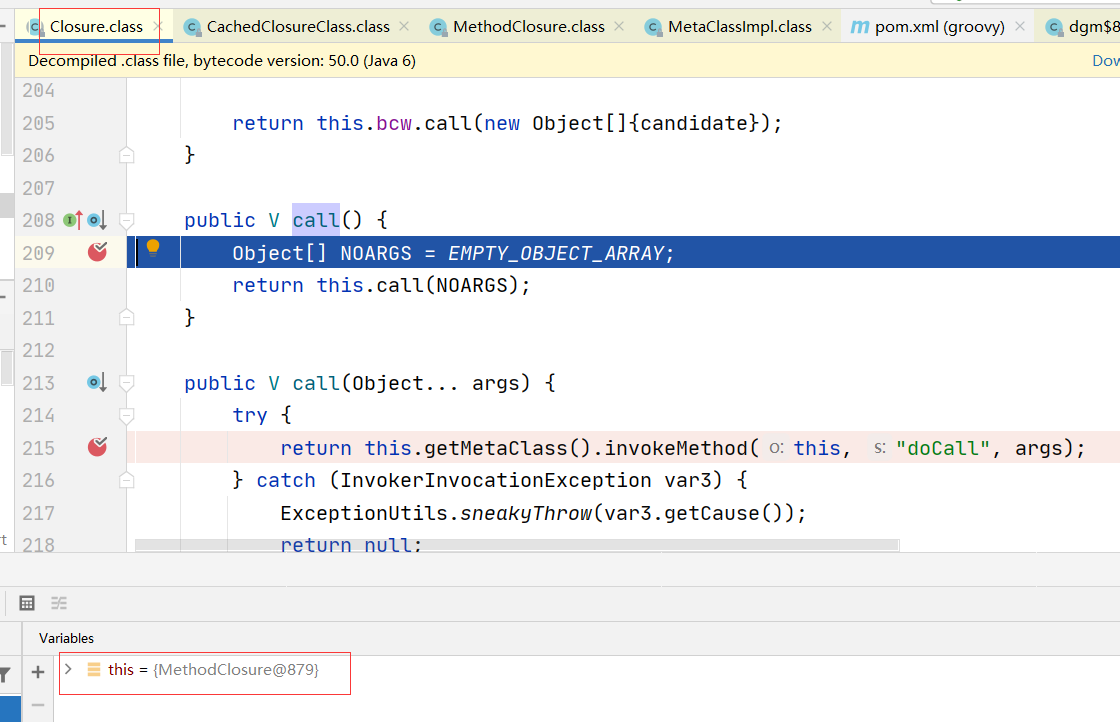 Closure.class CachedClosureClass.class MethodClosure.class MetaClassImpl.class m pom.xml (groovy) dgm$8
Decompiled .class file, bytecode version: 50.0 (Java 6) Dow
204
205 return this.bcw.call(new Object[]{candidate});
206 }
207
208 public V call() {
209 Object[] NOARGS = EMPTY_OBJECT_ARRAY;
210 return this.call(NOARGS);
211 }
212
213 public V call(Object... args) {
214 try {
215 return this.getMetaClass().invokeMethod( o: this, s: "doCall", args);
216 } catch (InvokerInvocationException var3) {
217 ExceptionUtils.sneakyThrow(var3.getCause());
218 return null;
Variables
this = {MethodClosure@879}